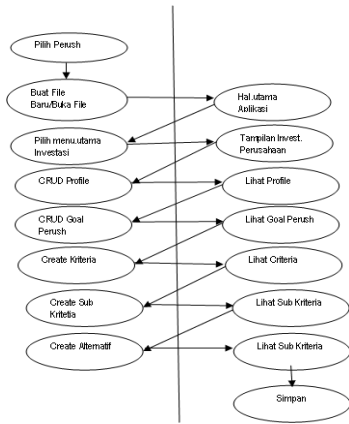 Pilih Perush
Buat File
Baru/Buka File
Hal.utama
Aplikasi
Pilih menu.utama
Investasi
Tampilan Invest.
Perusahaan
CRUD Profile
Lihat Profile
CRUD Goal
Perush
Lihat Goal Perush
Create Kriteria
Lihat Criteria
Create Sub
Kritetia
Lihat Sub Kriteria
Create Alternatif
Lihat Sub Kriteria
Simpan